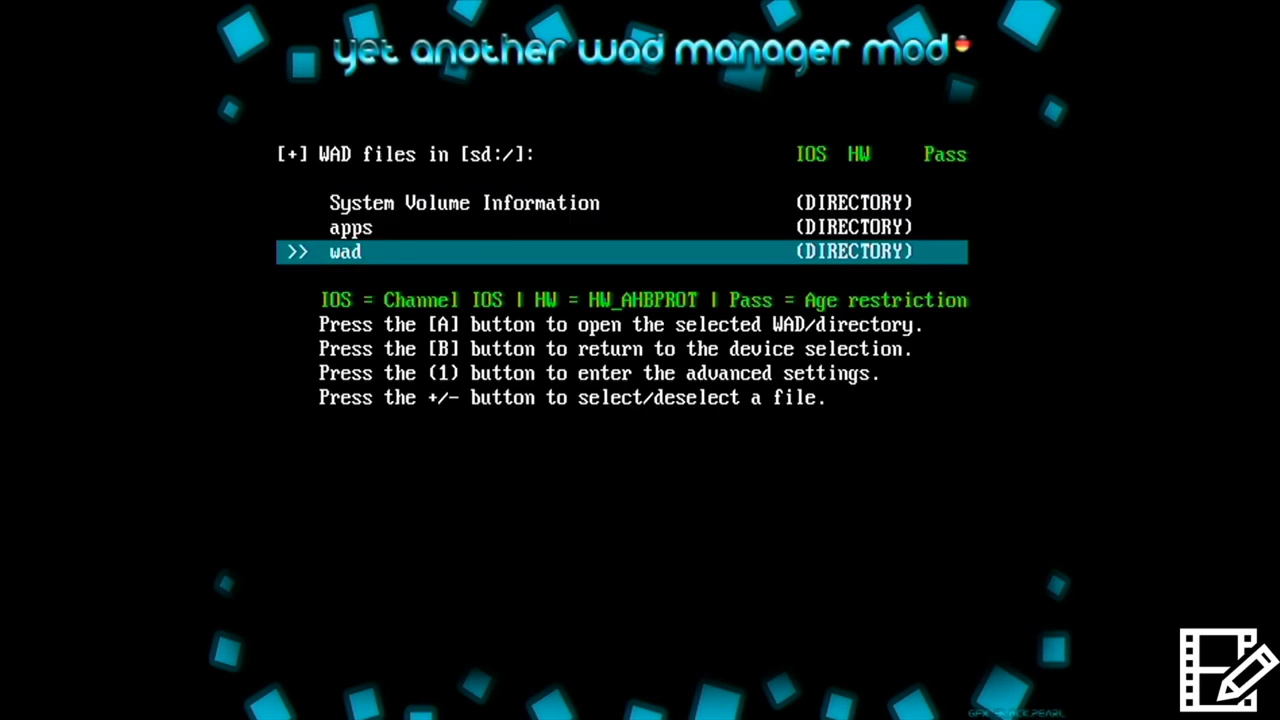 yet another wad manager mod
[+] WAD files in [sd:/]: IOS HW Pass
System Volume Information (DIRECTORY)
apps (DIRECTORY)
>> wad (DIRECTORY)
IOS = Channel IOS | HW = HW_AHBPROT | Pass = Age restriction
Press the [A] button to open the selected WAD/directory.
Press the [B] button to return to the device selection.
Press the (1) button to enter the advanced settings.
Press the +/- button to select/deselect a file.